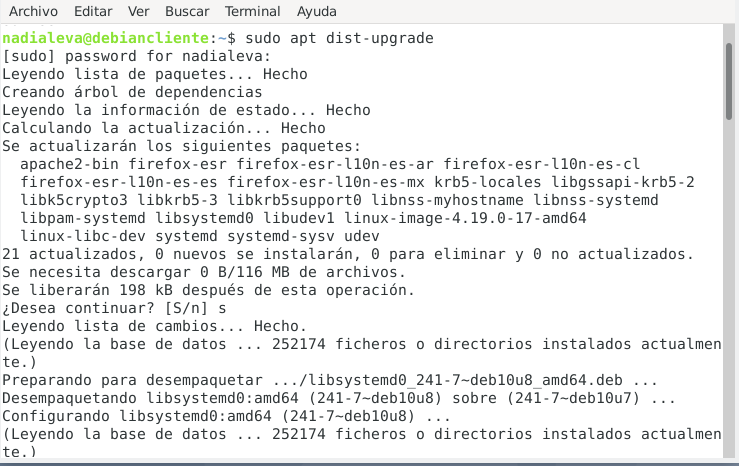 Archivo Editar Ver Buscar Terminal Ayuda
nadialeva@debiancliente:~$ sudo apt dist-upgrade
[sudo] password for nadialeva:
Leyendo lista de paquetes... Hecho
Creando árbol de dependencias
Leyendo la información de estado... Hecho
Calculando la actualización... Hecho
Se actualizarán los siguientes paquetes:
  apache2-bin firefox-esr firefox-esr-l10n-es-ar firefox-esr-l10n-es-cl
  firefox-esr-l10n-es-es firefox-esr-l10n-es-mx krb5-locales libgssapi-krb5-2
  libk5crypto3 libkrb5-3 libkrb5support0 libnss-myhostname libnss-systemd
  libpam-systemd libsystemd0 libudev1 linux-image-4.19.0-17-amd64
  linux-libc-dev systemd systemd-sysv udev
21 actualizados, 0 nuevos se instalarán, 0 para eliminar y 0 no actualizados.
Se necesita descargar 0 B/116 MB de archivos.
Se liberarán 198 kB después de esta operación.
¿Desea continuar? [S/n] s
Leyendo lista de cambios... Hecho.
(Leyendo la base de datos ... 252174 ficheros o directorios instalados actualmen
te.)
Preparando para desempaquetar .../libsystemd0_241-7~deb10u8_amd64.deb ...
Desempaquetando libsystemd0:amd64 (241-7~deb10u8) sobre (241-7~deb10u7) ...
Configurando libsystemd0:amd64 (241-7~deb10u8) ...
(Leyendo la base de datos ... 252174 ficheros o directorios instalados actualmen
te.)